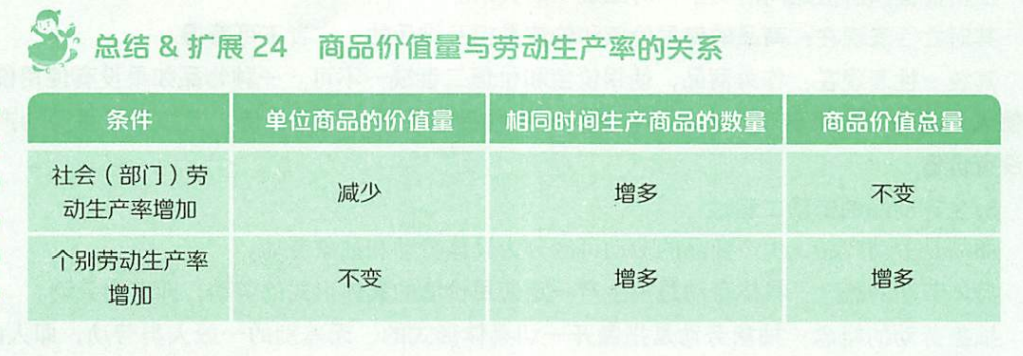 总结 & 扩展 24 商品价值量与劳动生产率的关系
条件 单位商品的价值量 相同时间生产商品的数量 商品价值总量
社会（部门）劳
动生产率增加 减少 增多 不变
个别劳动生产率
增加 不变 增多 增多